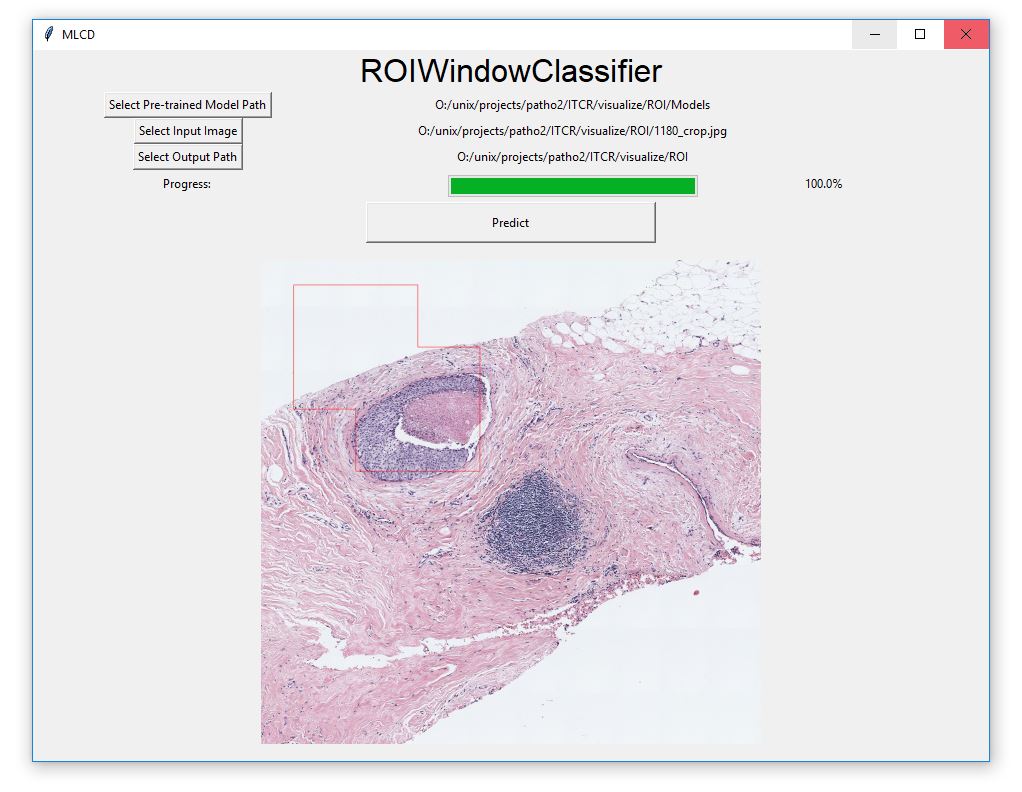 MLCD
ROIWindowClassifier
Select Pre-trained Model Path O:/unix/projects/patho2/ITCR/visualize/ROI/Models
Select Input Image O:/unix/projects/patho2/ITCR/visualize/ROI/1180_crop.jpg
Select Output Path O:/unix/projects/patho2/ITCR/visualize/ROI
Progress: 100.0%
Predict